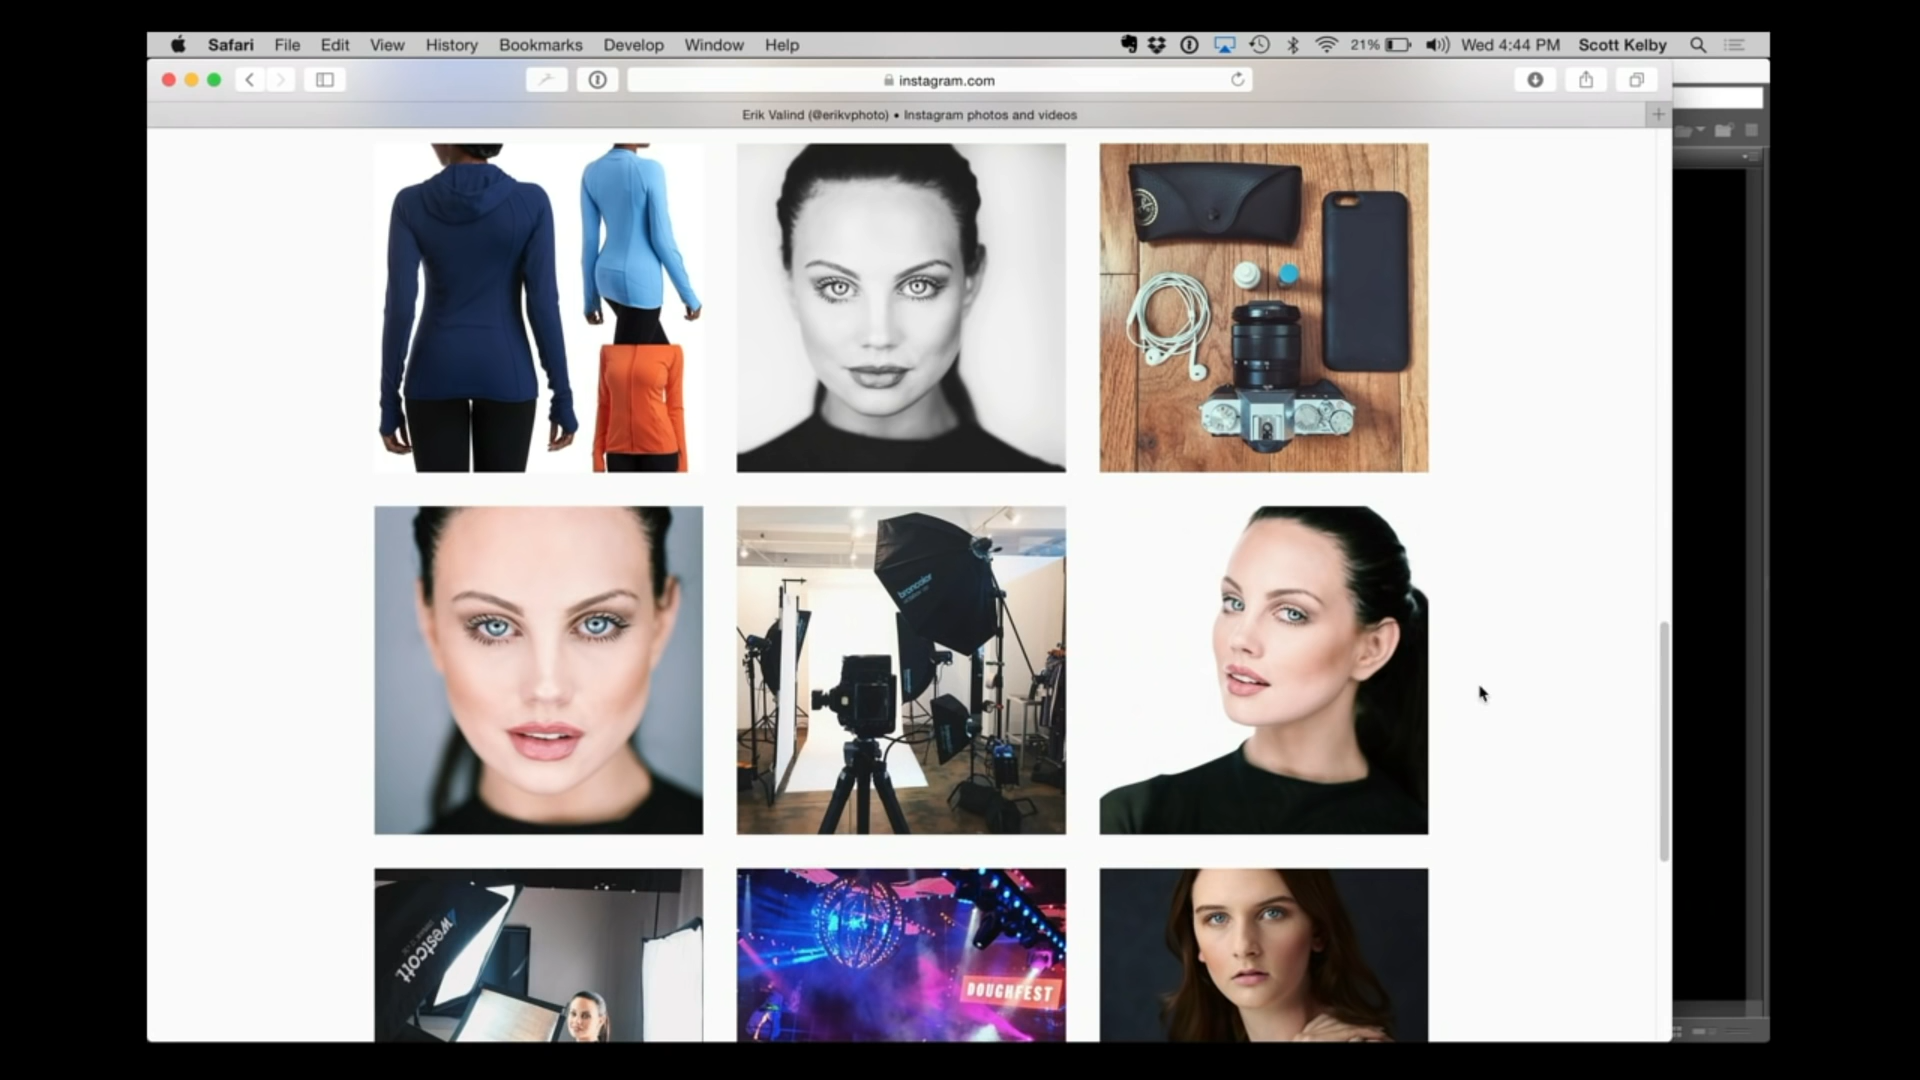 Safari File Edit View History Bookmarks Develop Window Help 21% Wed 4:44 PM Scott Kelby
instagram.com
Erik Valind (@erikvphoto) • Instagram photos and videos
broncolor
westcott
DOUGHFEST